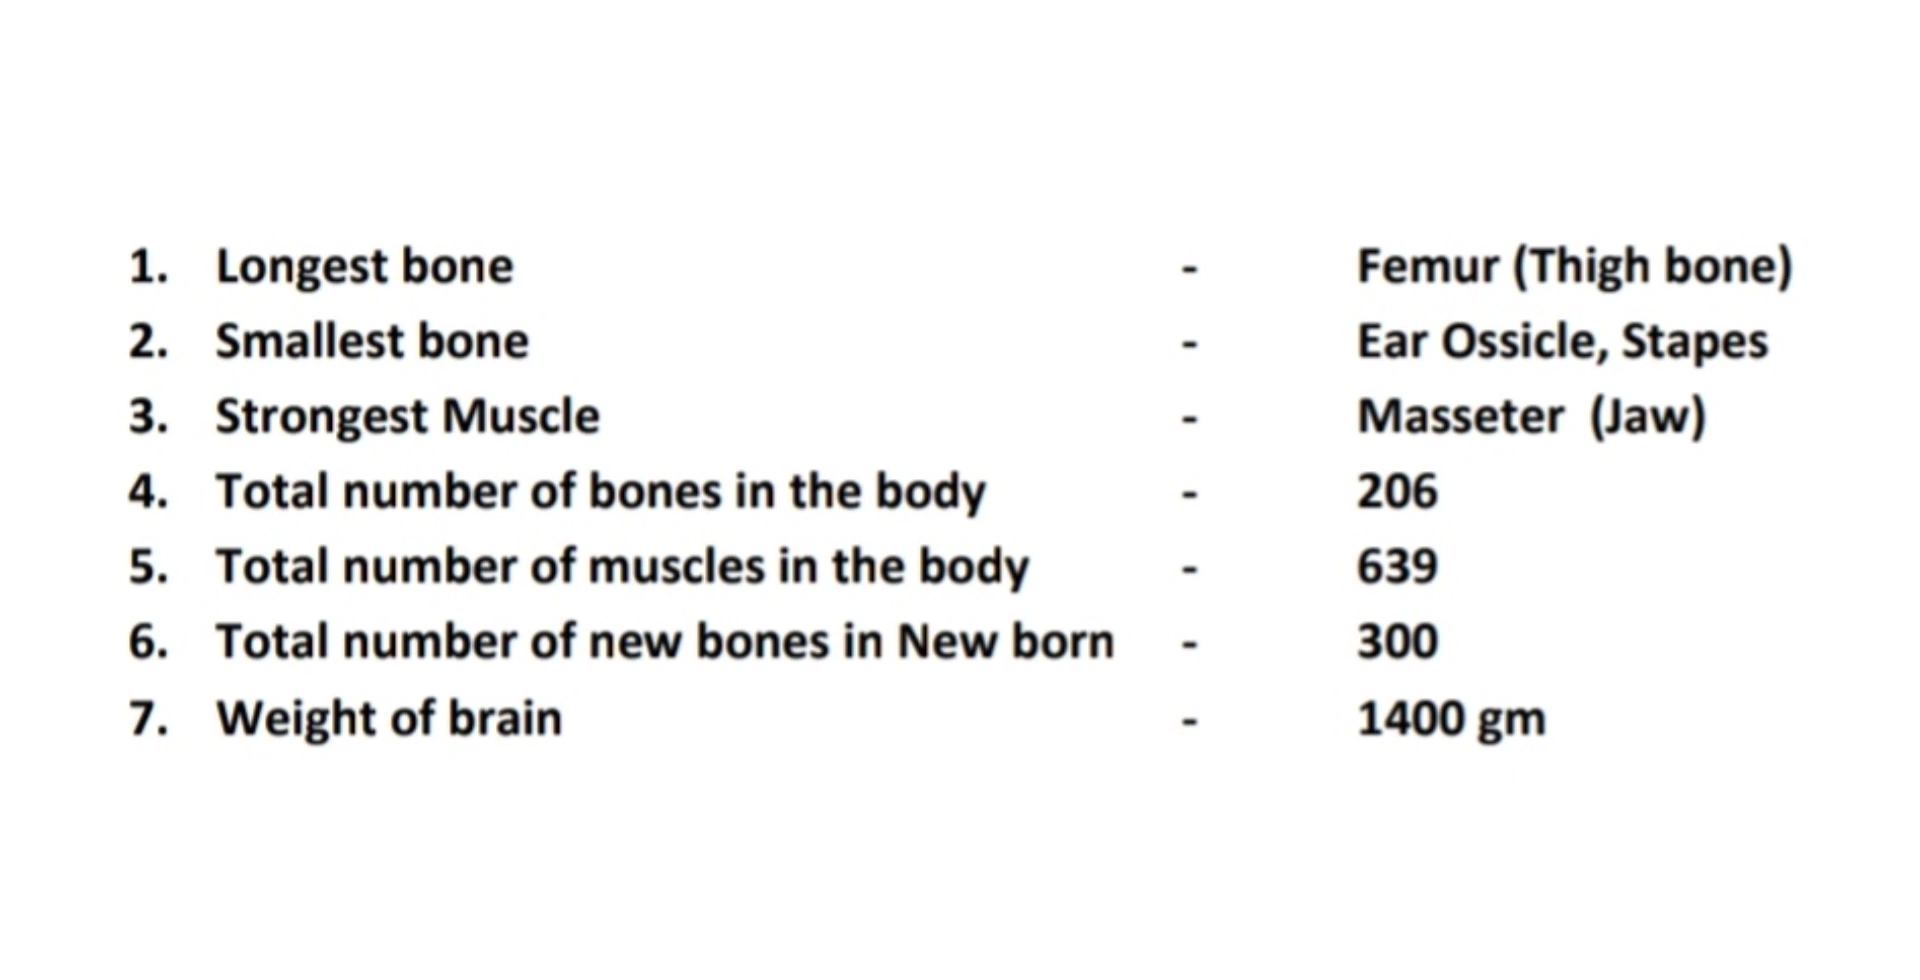 1. Longest bone - Femur (Thigh bone)
2. Smallest bone - Ear Ossicle, Stapes
3. Strongest Muscle - Masseter (Jaw)
4. Total number of bones in the body - 206
5. Total number of muscles in the body - 639
6. Total number of new bones in New born - 300
7. Weight of brain - 1400 gm